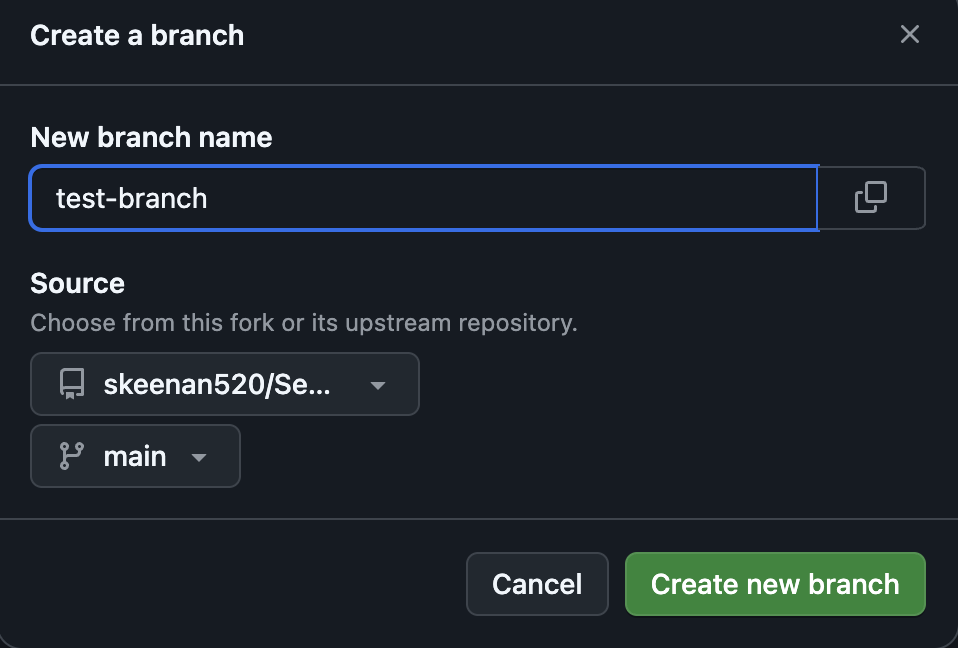 Create a branch
New branch name
test-branch
Source
Choose from this fork or its upstream repository.
skeenan520/Se...
main
Cancel
Create new branch